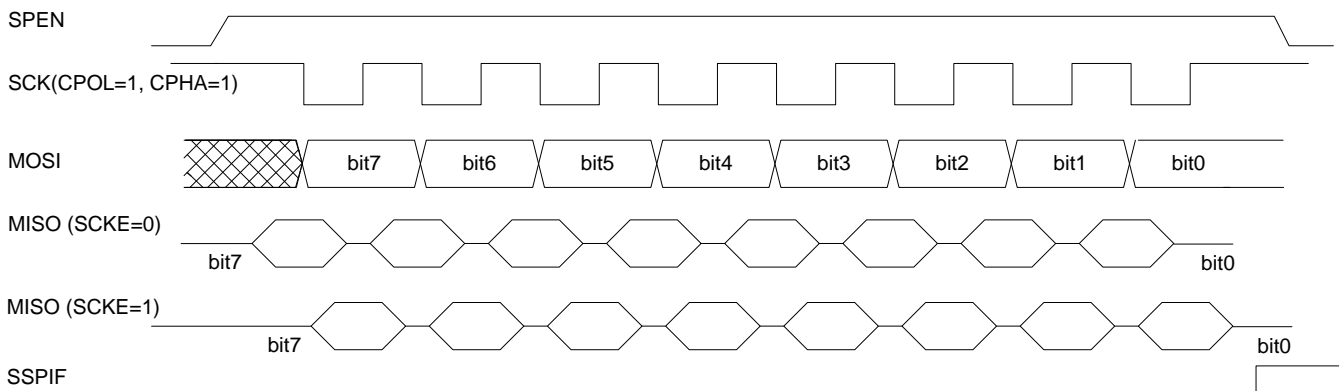 SPEN
SCK(CPOL=1, CPHA=1)
MOSI
bit7 bit6 bit5 bit4 bit3 bit2 bit1 bit0
MISO (SCKE=0)
bit7 bit0
MISO (SCKE=1)
bit7 bit0
SSPIF